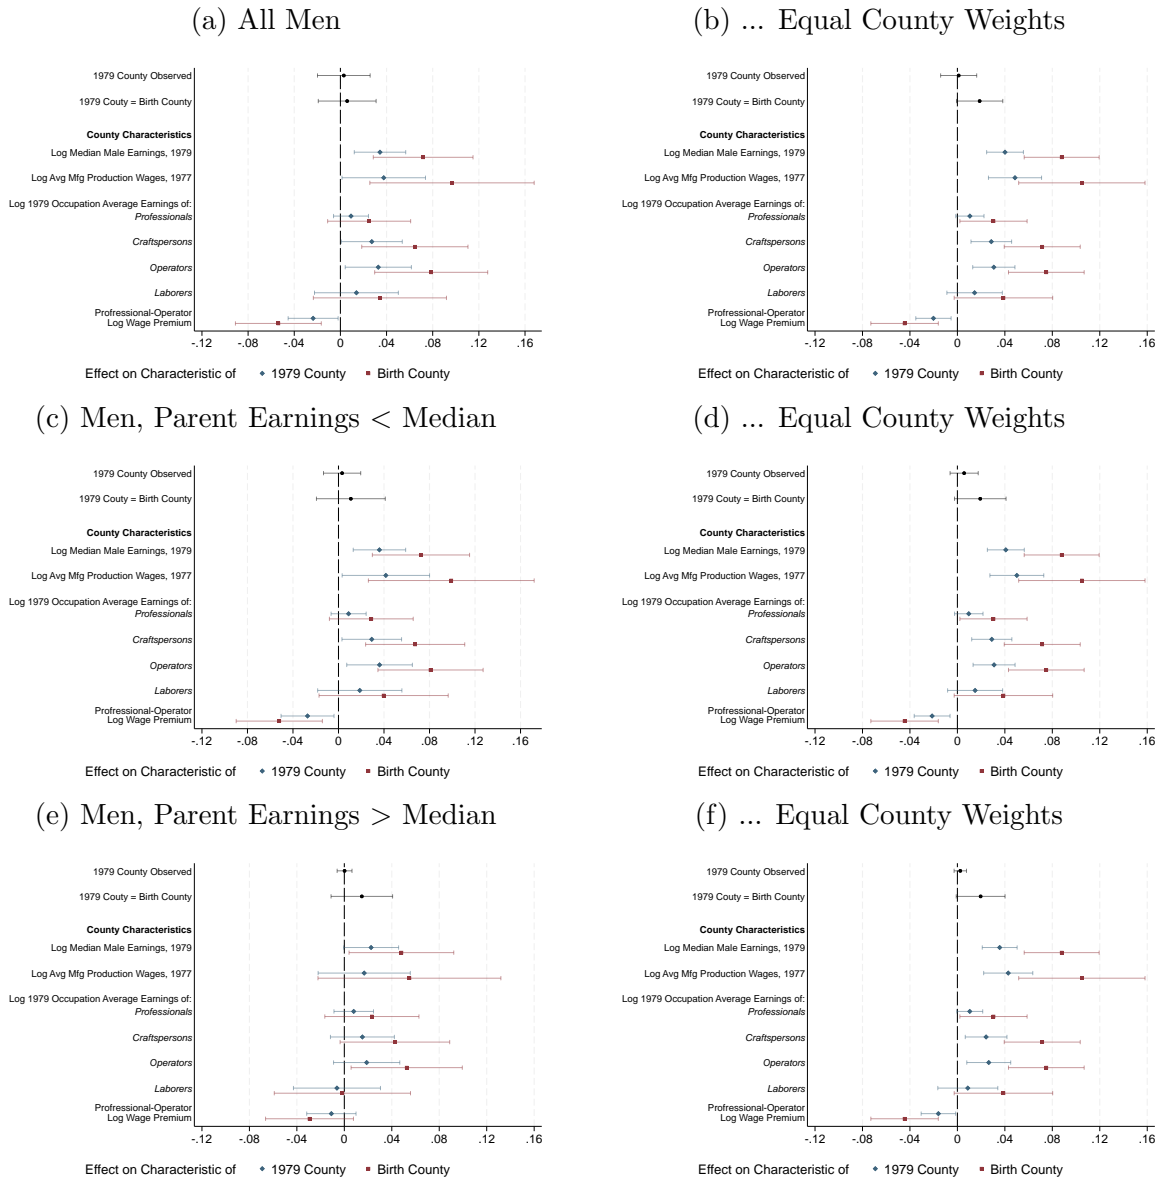 (a) All Men
1979 County Observed
1979 Couty = Birth County
County Characteristics
Log Median Male Earnings, 1979
Log Avg Mfg Production Wages, 1977
Log 1979 Occupation Average Earnings of:
Professionals
Craftspersons
Operators
Laborers
Profressional-Operator
Log Wage Premium
-.12 -.08 -.04 0 .04 .08 .12 .16
Effect on Characteristic of 1979 County Birth County
(b) ... Equal County Weights
1979 County Observed
1979 Couty = Birth County
County Characteristics
Log Median Male Earnings, 1979
Log Avg Mfg Production Wages, 1977
Log 1979 Occupation Average Earnings of:
Professionals
Craftspersons
Operators
Laborers
Profressional-Operator
Log Wage Premium
-.12 -.08 -.04 0 .04 .08 .12 .16
Effect on Characteristic of 1979 County Birth County
(c) Men, Parent Earnings < Median
1979 County Observed
1979 Couty = Birth County
County Characteristics
Log Median Male Earnings, 1979
Log Avg Mfg Production Wages, 1977
Log 1979 Occupation Average Earnings of:
Professionals
Craftspersons
Operators
Laborers
Profressional-Operator
Log Wage Premium
-.12 -.08 -.04 0 .04 .08 .12 .16
Effect on Characteristic of 1979 County Birth County
(d) ... Equal County Weights
1979 County Observed
1979 Couty = Birth County
County Characteristics
Log Median Male Earnings, 1979
Log Avg Mfg Production Wages, 1977
Log 1979 Occupation Average Earnings of:
Professionals
Craftspersons
Operators
Laborers
Profressional-Operator
Log Wage Premium
-.12 -.08 -.04 0 .04 .08 .12 .16
Effect on Characteristic of 1979 County Birth County
(e) Men, Parent Earnings > Median
1979 County Observed
1979 Couty = Birth County
County Characteristics
Log Median Male Earnings, 1979
Log Avg Mfg Production Wages, 1977
Log 1979 Occupation Average Earnings of:
Professionals
Craftspersons
Operators
Laborers
Profressional-Operator
Log Wage Premium
-.12 -.08 -.04 0 .04 .08 .12 .16
Effect on Characteristic of 1979 County Birth County
(f) ... Equal County Weights
1979 County Observed
1979 Couty = Birth County
County Characteristics
Log Median Male Earnings, 1979
Log Avg Mfg Production Wages, 1977
Log 1979 Occupation Average Earnings of:
Professionals
Craftspersons
Operators
Laborers
Profressional-Operator
Log Wage Premium
-.12 -.08 -.04 0 .04 .08 .12 .16
Effect on Characteristic of 1979 County Birth County